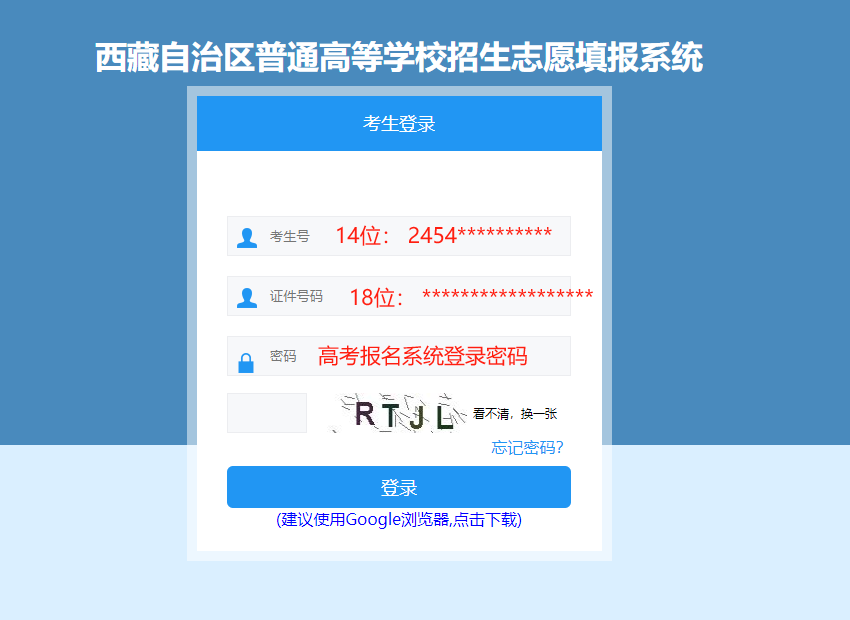 西藏自治区普通高等学校招生志愿填报系统
考生登录
考生号 14位： 2454**********
证件号码 18位： ******************
密码 高考报名系统登录密码
RTJL 看不清，换一张
忘记密码?
登录
(建议使用Google浏览器,点击下载)